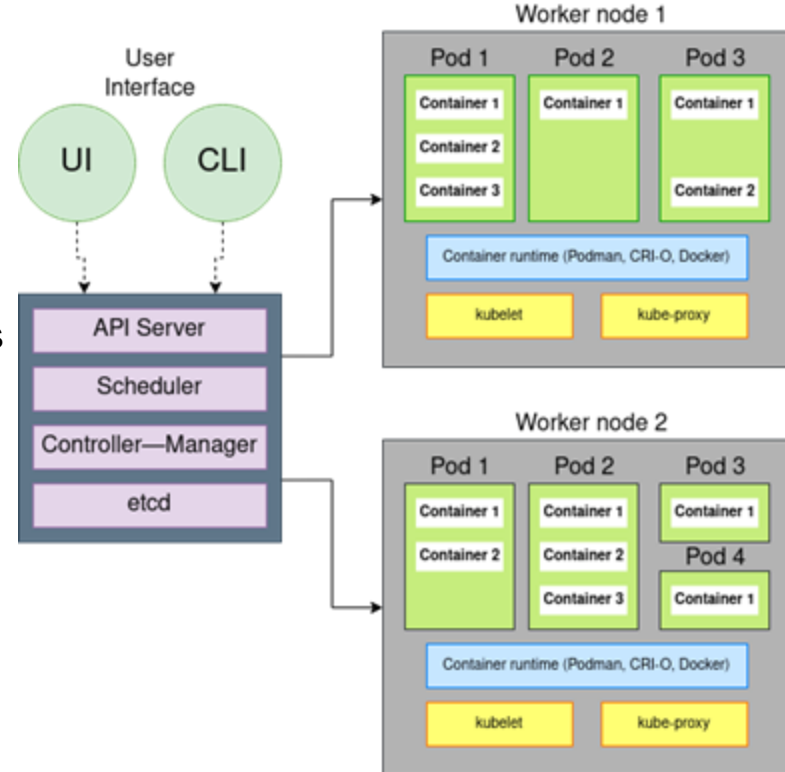 User
Interface
UI
CLI
s
API Server
Scheduler
Controller—Manager
etcd
Worker node 1
Pod 1
Container 1
Container 2
Container 3
Pod 2
Container 1
Pod 3
Container 1
Container 2
Container runtime (Podman, CRI-O, Docker)
kubelet
kube-proxy
Worker node 2
Pod 1
Container 1
Container 2
Pod 2
Container 1
Container 2
Container 3
Pod 3
Container 1
Pod 4
Container 1
Container runtime (Podman, CRI-O, Docker)
kubelet
kube-proxy